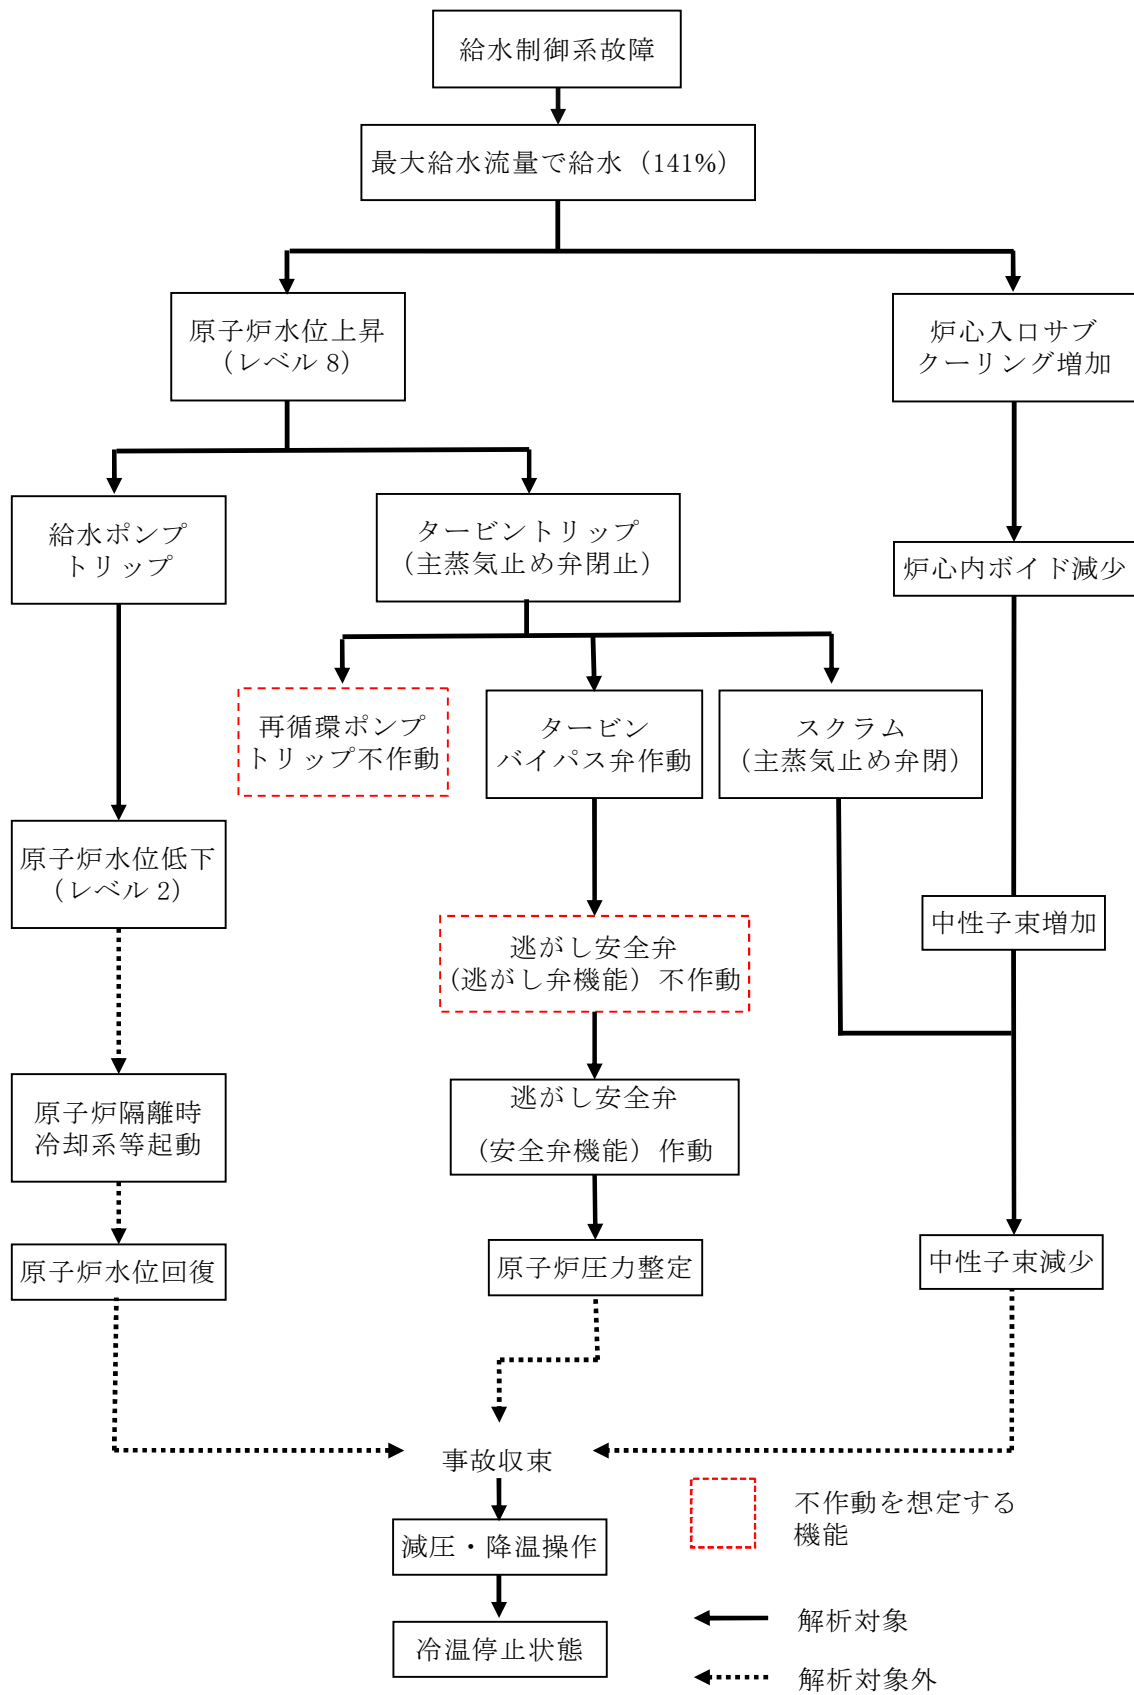 給水制御系故障
最大給水流量で給水（141%）
原子炉水位上昇
（レベル 8）
炉心入口サブ
クーリング増加
給水ポンプ
トリップ
タービントリップ
（主蒸気止め弁閉止）
炉心内ボイド減少
再循環ポンプ
トリップ不作動
タービン
バイパス弁作動
スクラム
（主蒸気止め弁閉）
原子炉水位低下
（レベル 2）
中性子束増加
逃がし安全弁
（逃がし弁機能）不作動
原子炉隔離時
冷却系等起動
逃がし安全弁
（安全弁機能）作動
原子炉水位回復
原子炉圧力整定
中性子束減少
事故収束
減圧・降温操作
冷温停止状態
不作動を想定する
機能
解析対象
解析対象外